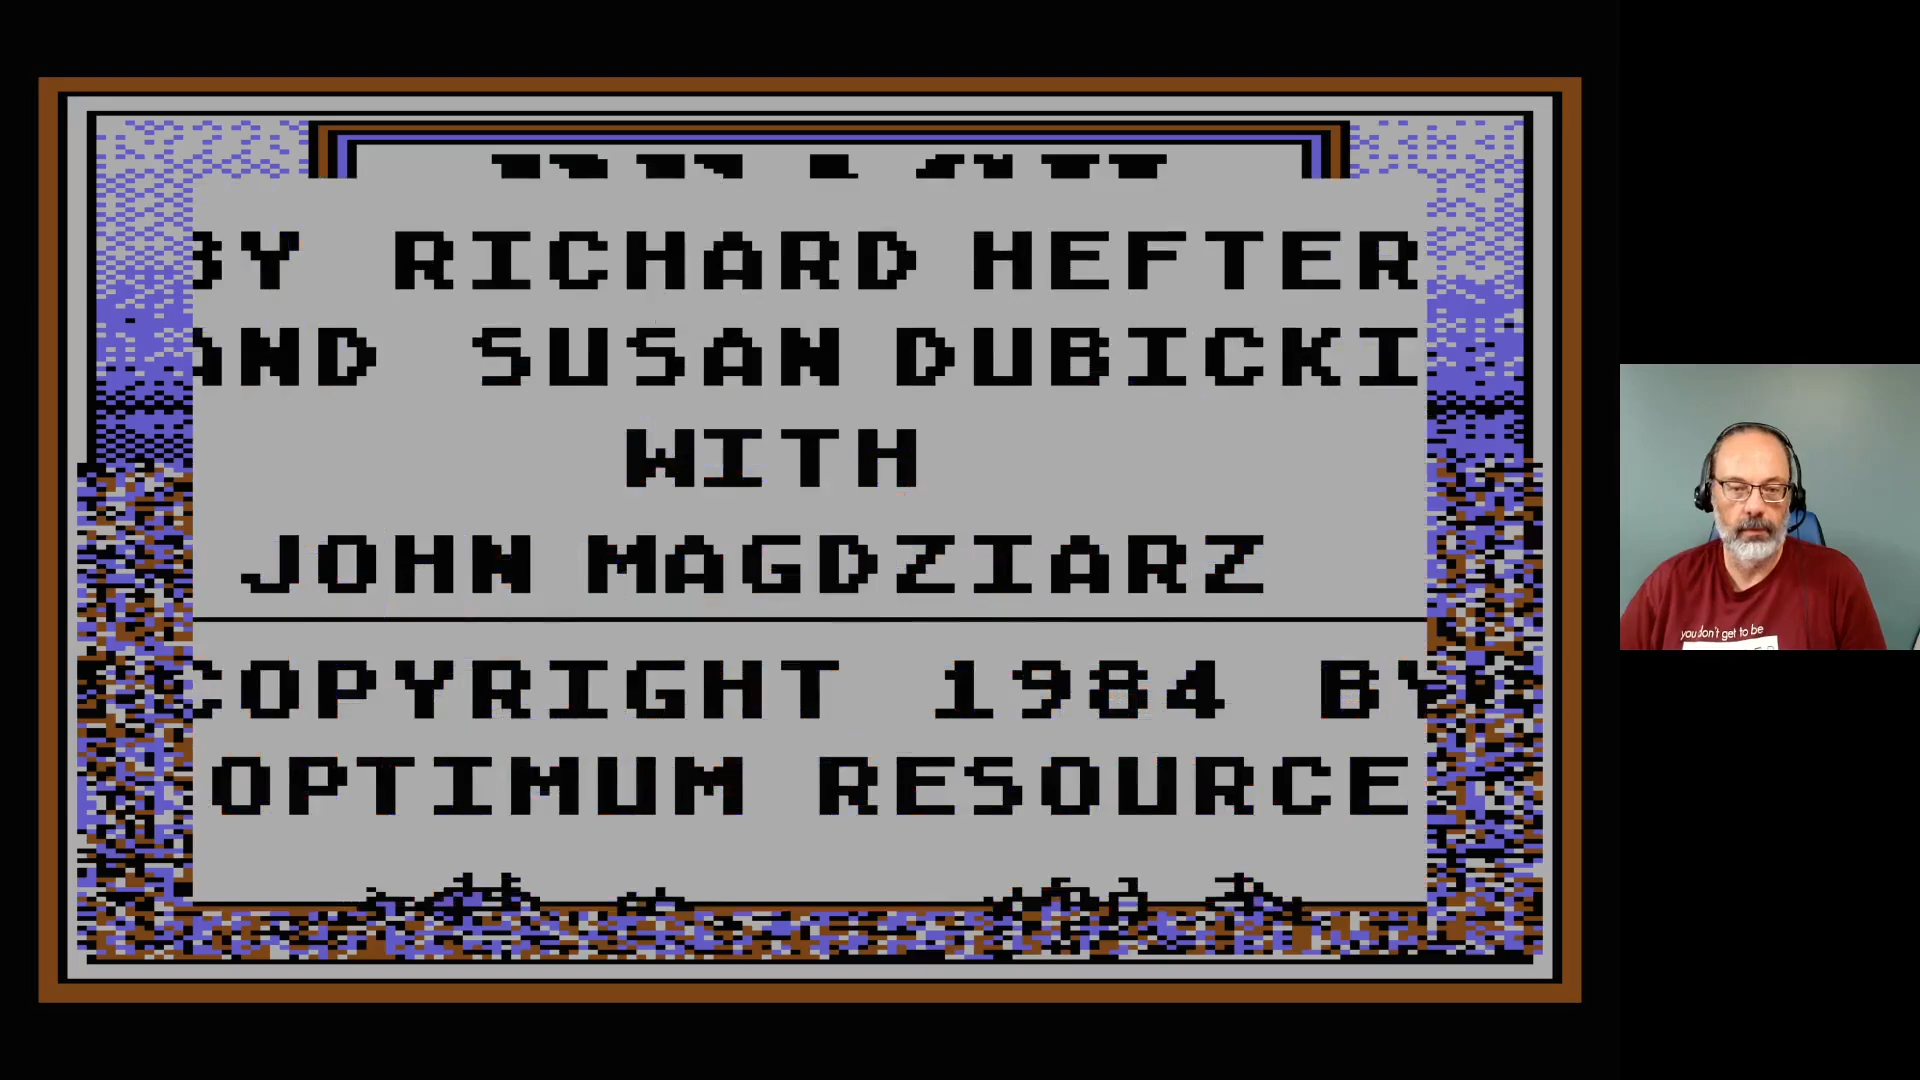 BY RICHARD HEFTER
AND SUSAN DUBICKI
WITH
JOHN MAGDZIARZ
COPYRIGHT 1984 BY
OPTIMUM RESOURCE
you don't get to be